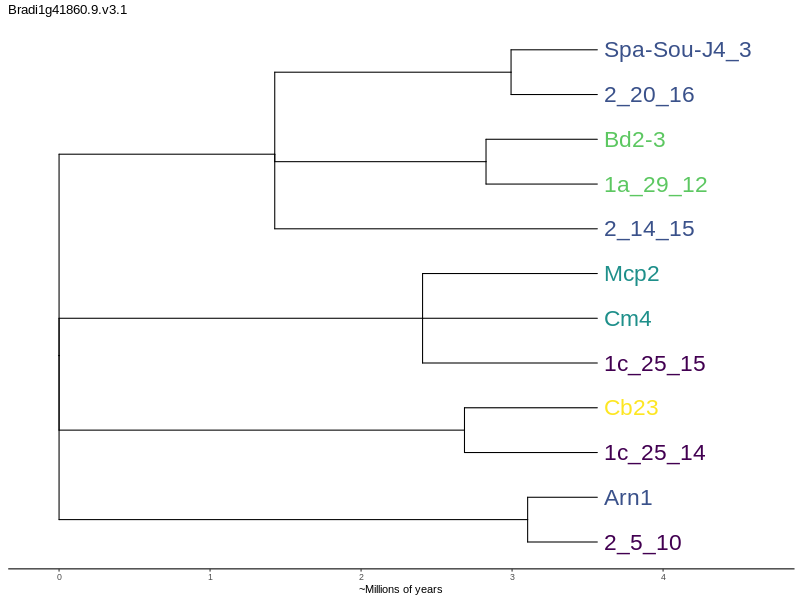 Bradi1g41860.9.v3.1
Spa-Sou-J4_3
2_20_16
Bd2-3
1a_29_12
2_14_15
Mcp2
Cm4
1c_25_15
Cb23
1c_25_14
Arn1
2_5_10
0 1 2 3 4
~Millions of years